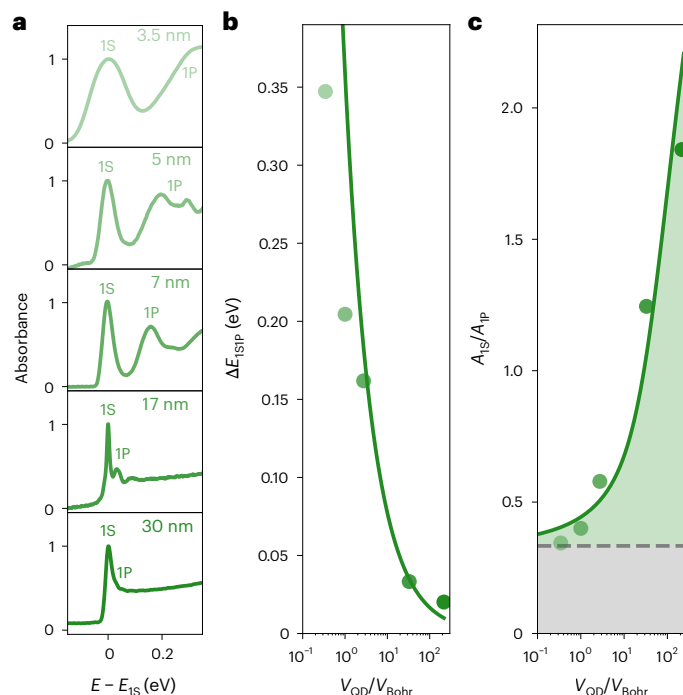 a
3.5 nm
1S
1P
1
0
5 nm
1S
1P
1
0
7 nm
1S
1P
1
0
17 nm
1S
1P
1
0
30 nm
1S
1P
1
0
Absorbance
0 0.2
E − E1S (eV)
b
0.35
0.30
0.25
0.20
0.15
0.10
0.05
0
ΔE1S1P (eV)
10⁻¹ 10⁰ 10¹ 10²
VQD/VBohr
c
2.0
1.5
1.0
0.5
0
A1S/A1P
10⁻¹ 10⁰ 10¹ 10²
VQD/VBohr